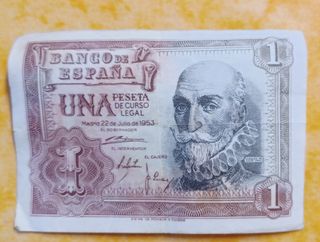 BANCO DE
ESPAÑA
1
UNA PESETA
DE CURSO
LEGAL
Madrid 22 de Julio de 1953
EL GOBERNADOR
EL INTERVENTOR
EL CAJERO
1
1